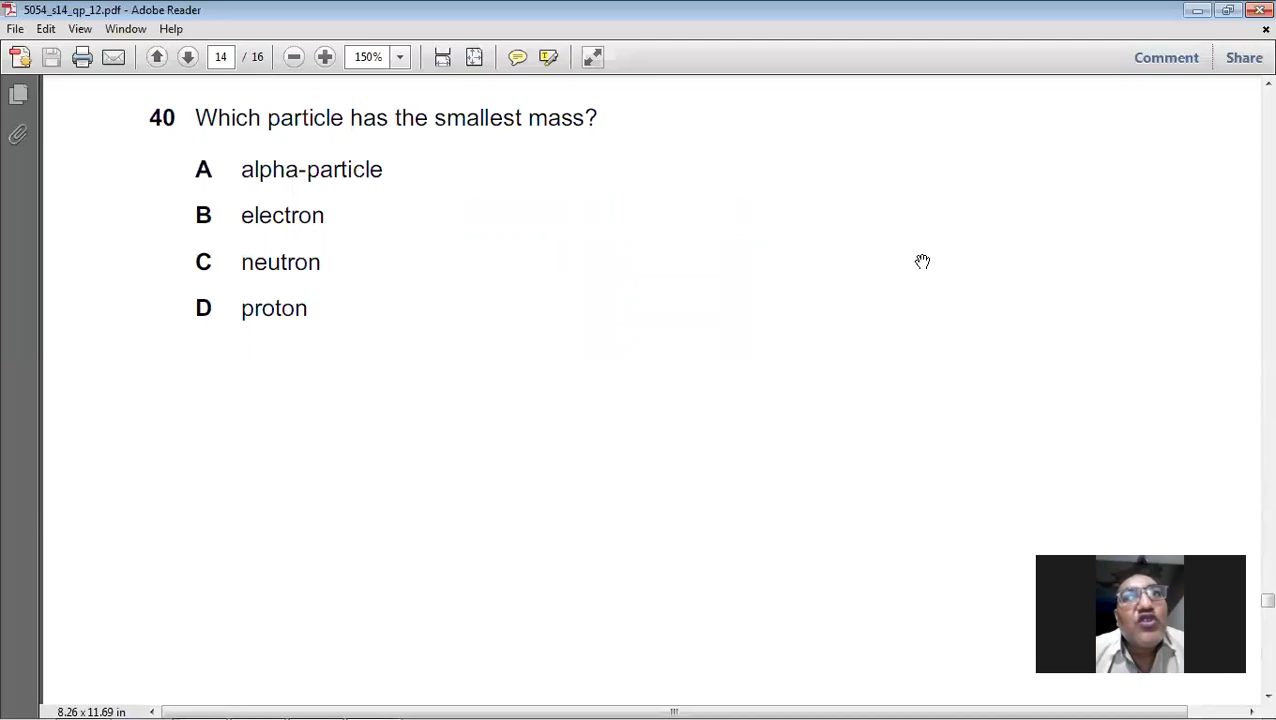 5054_s14_qp_12.pdf - Adobe Reader
File Edit View Window Help
14 / 16 150% Comment Share
40 Which particle has the smallest mass?
A alpha-particle
B electron
C neutron
D proton
8.26 x 11.69 in